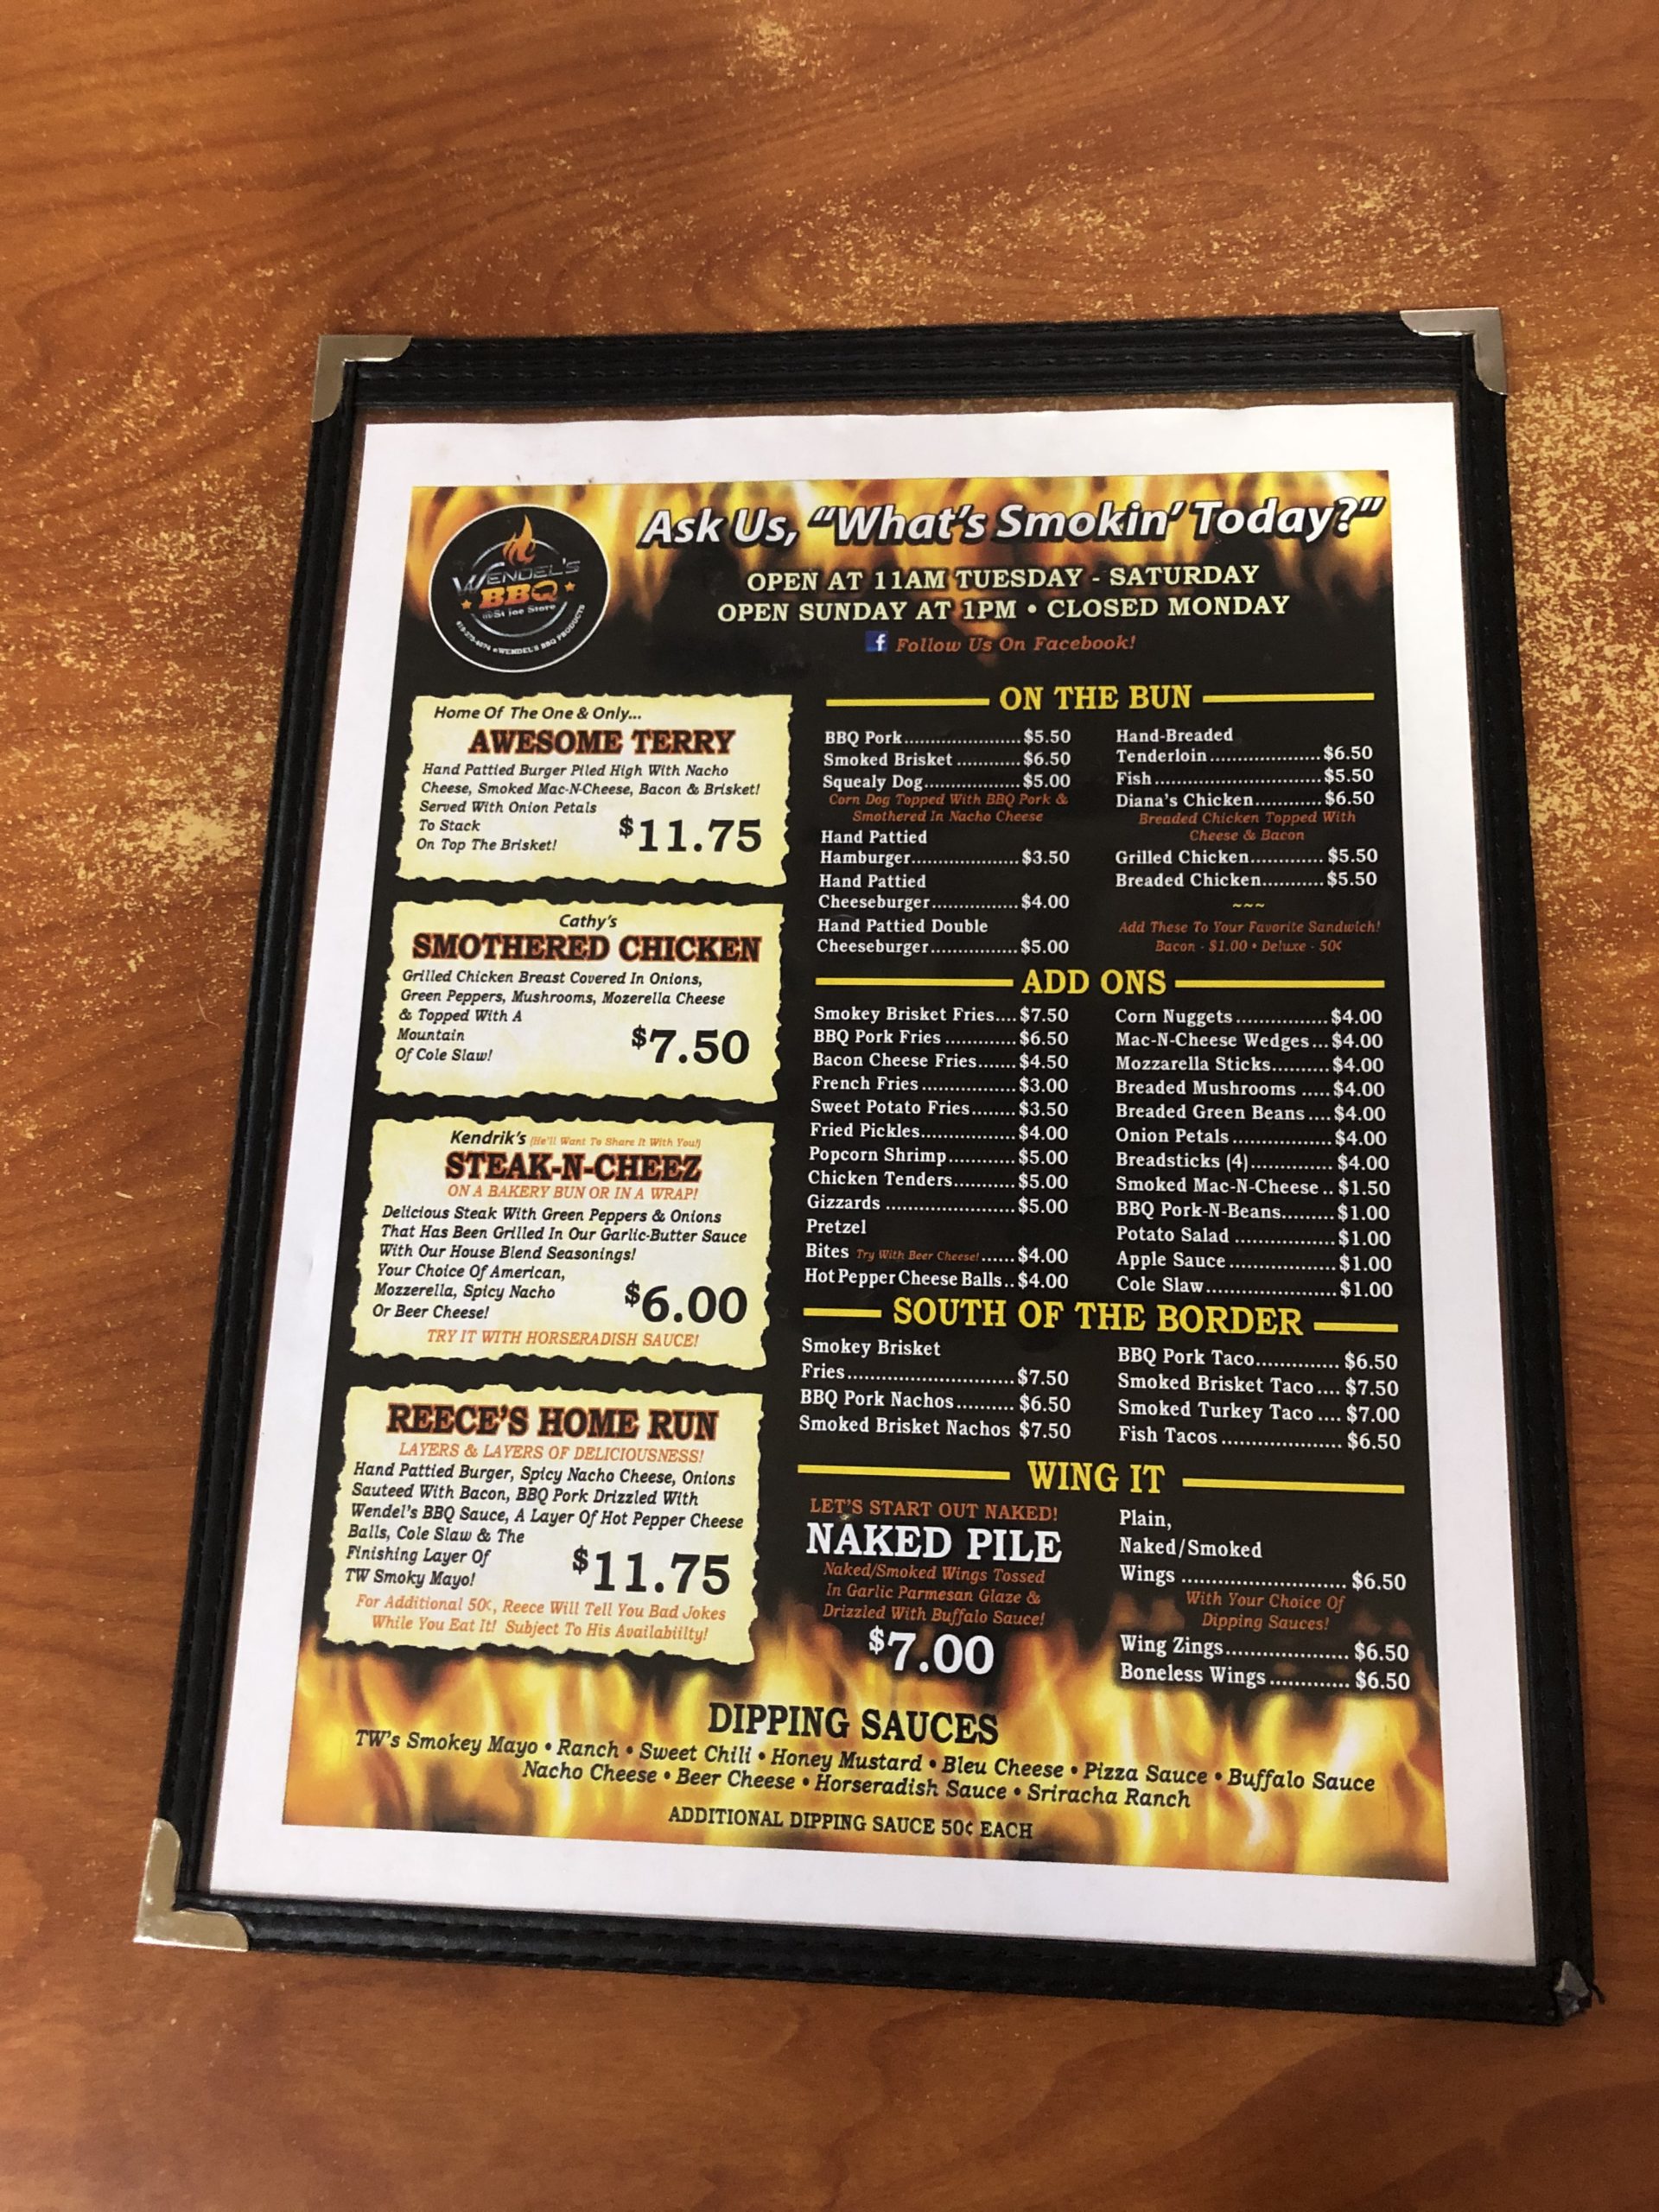 WENDEL'S
BBQ
St Joe Store
WENDEL'S BBQ PRODUCTS
Ask Us, “What's Smokin' Today?”
OPEN AT 11AM TUESDAY - SATURDAY
OPEN SUNDAY AT 1PM • CLOSED MONDAY
f Follow Us On Facebook!
Home Of The One & Only...
AWESOME TERRY
Hand Pattied Burger Piled High With Nacho
Cheese, Smoked Mac-N-Cheese, Bacon & Brisket!
Served With Onion Petals
To Stack
On Top The Brisket!
$11.75
Cathy's
SMOTHERED CHICKEN
Grilled Chicken Breast Covered In Onions,
Green Peppers, Mushrooms, Mozerella Cheese
& Topped With A
Mountain
Of Cole Slaw!
$7.50
Kendrik's (He'll Want To Share It With You!)
STEAK-N-CHEEZ
ON A BAKERY BUN OR IN A WRAP!
Delicious Steak With Green Peppers & Onions
That Has Been Grilled In Our Garlic-Butter Sauce
With Our House Blend Seasonings!
Your Choice Of American,
Mozzerella, Spicy Nacho
Or Beer Cheese!
$6.00
TRY IT WITH HORSERADISH SAUCE!
REECE'S HOME RUN
LAYERS & LAYERS OF DELICIOUSNESS!
Hand Pattied Burger, Spicy Nacho Cheese, Onions
Sauteed With Bacon, BBQ Pork Drizzled With
Wendel's BBQ Sauce, A Layer Of Hot Pepper Cheese
Balls, Cole Slaw & The
Finishing Layer Of
TW Smoky Mayo!
$11.75
For Additional 50¢, Reece Will Tell You Bad Jokes
While You Eat It! Subject To His Availabiilty!
ON THE BUN
BBQ Pork....................... $5.50
Smoked Brisket ............ $6.50
Squealy Dog................... $5.00
Corn Dog Topped With BBQ Pork &
Smothered In Nacho Cheese
Hand Pattied
Hamburger..................... $3.50
Hand Pattied
Cheeseburger................. $4.00
Hand Pattied Double
Cheeseburger................. $5.00
Hand-Breaded
Tenderloin...................... $6.50
Fish................................. $5.50
Diana's Chicken............. $6.50
Breaded Chicken Topped With
Cheese & Bacon
Grilled Chicken.............. $5.50
Breaded Chicken............ $5.50
~~~
Add These To Your Favorite Sandwich!
Bacon - $1.00 • Deluxe - 50¢
ADD ONS
Smokey Brisket Fries.... $7.50
BBQ Pork Fries ............. $6.50
Bacon Cheese Fries....... $4.50
French Fries .................. $3.00
Sweet Potato Fries........ $3.50
Fried Pickles.................. $4.00
Popcorn Shrimp............. $5.00
Chicken Tenders............ $5.00
Gizzards ........................ $5.00
Pretzel
Bites Try With Beer Cheese! ...... $4.00
Hot Pepper Cheese Balls.. $4.00
Corn Nuggets ................ $4.00
Mac-N-Cheese Wedges... $4.00
Mozzarella Sticks.......... $4.00
Breaded Mushrooms ..... $4.00
Breaded Green Beans .... $4.00
Onion Petals .................. $4.00
Breadsticks (4).............. $4.00
Smoked Mac-N-Cheese .. $1.50
BBQ Pork-N-Beans......... $1.00
Potato Salad .................. $1.00
Apple Sauce ................... $1.00
Cole Slaw....................... $1.00
SOUTH OF THE BORDER
Smokey Brisket
Fries............................... $7.50
BBQ Pork Nachos.......... $6.50
Smoked Brisket Nachos $7.50
BBQ Pork Taco.............. $6.50
Smoked Brisket Taco.... $7.50
Smoked Turkey Taco .... $7.00
Fish Tacos ..................... $6.50
WING IT
LET'S START OUT NAKED!
NAKED PILE
Naked/Smoked Wings Tossed
In Garlic Parmesan Glaze &
Drizzled With Buffalo Sauce!
$7.00
Plain,
Naked/Smoked
Wings ............................ $6.50
With Your Choice Of
Dipping Sauces!
Wing Zings..................... $6.50
Boneless Wings.............. $6.50
DIPPING SAUCES
TW's Smokey Mayo • Ranch • Sweet Chili • Honey Mustard • Bleu Cheese • Pizza Sauce • Buffalo Sauce
Nacho Cheese • Beer Cheese • Horseradish Sauce • Sriracha Ranch
ADDITIONAL DIPPING SAUCE 50¢ EACH